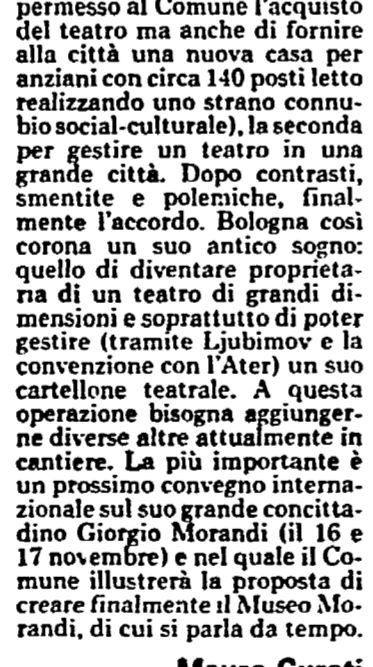 permesso al Comune l'acquisto
del teatro ma anche di fornire
alla città una nuova casa per
anziani con circa 140 posti letto
realizzando uno strano connu-
bio social-culturale), la seconda
per gestire un teatro in una
grande città. Dopo contrasti,
smentite e polemiche, final-
mente l'accordo. Bologna così
corona un suo antico sogno:
quello di diventare proprieta-
ria di un teatro di grandi di-
mensioni e soprattutto di poter
gestire (tramite Ljubimov e la
convenzione con l'Ater) un suo
cartellone teatrale. A questa
operazione bisogna aggiunger-
ne diverse altre attualmente in
cantiere. La più importante è
un prossimo convegno interna-
zionale sul suo grande concitta-
dino Giorgio Morandi (il 16 e
17 novembre) e nel quale il Co-
mune illustrerà la proposta di
creare finalmente il Museo Mo-
randi, di cui si parla da tempo.